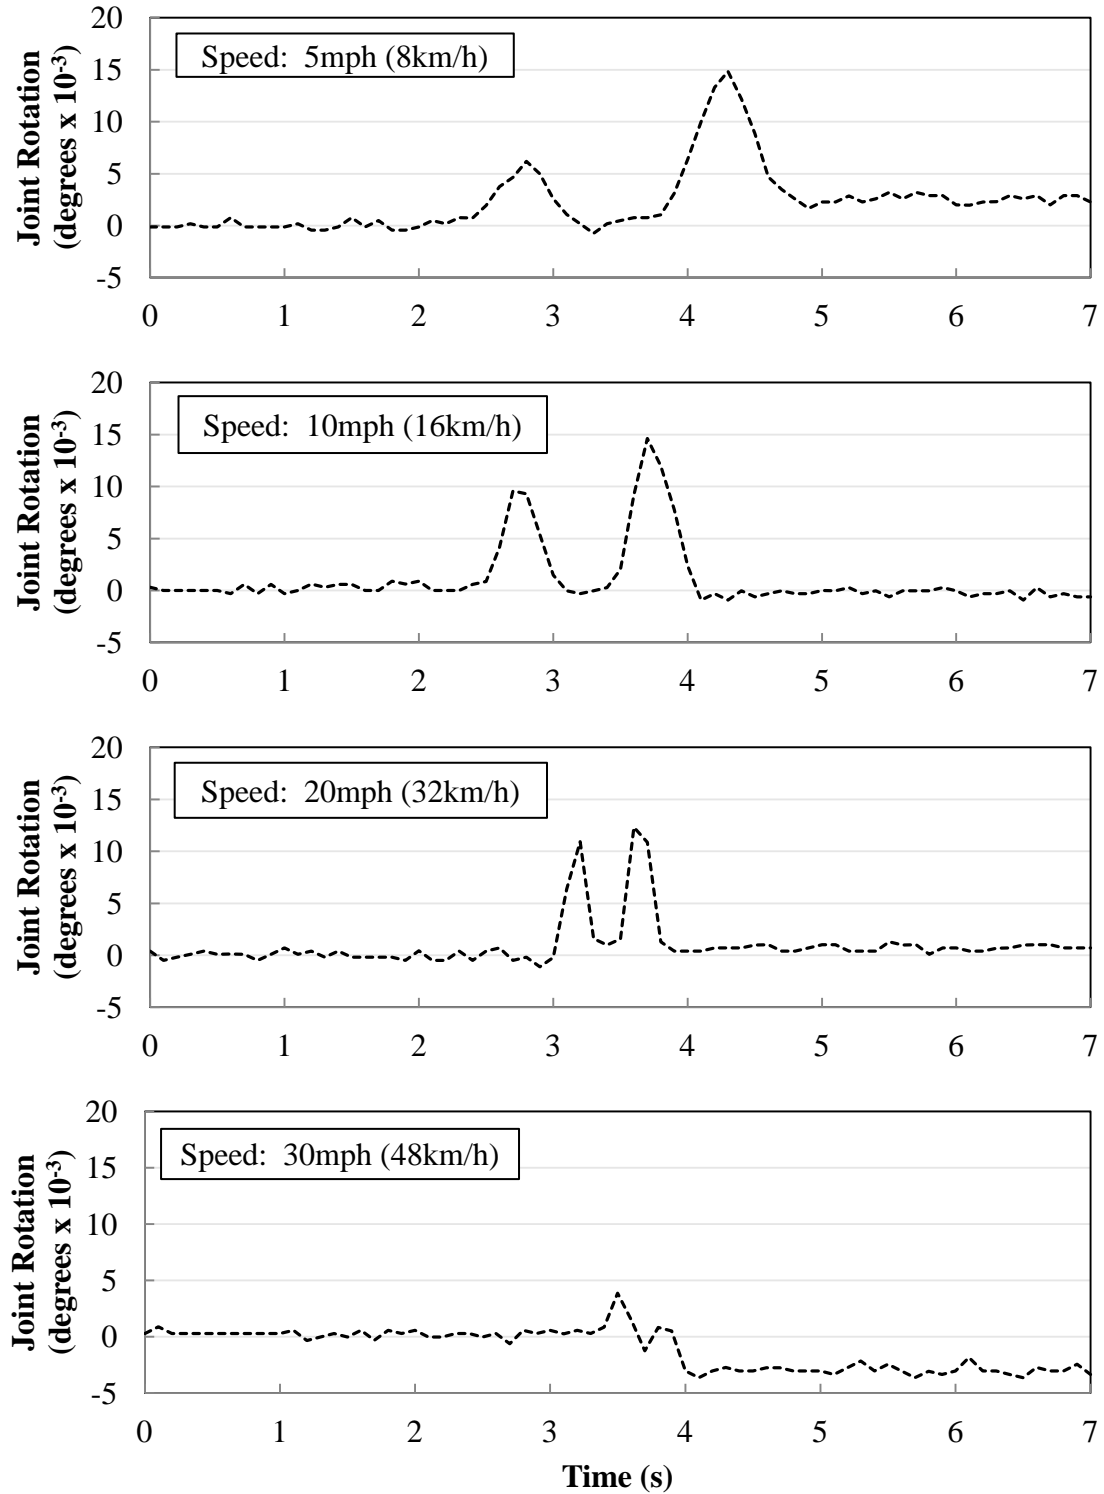 20
15
10
5
0
-5
Joint Rotation
(degrees x 10-3)
Speed: 5mph (8km/h)
0 1 2 3 4 5 6 7
20
15
10
5
0
-5
Joint Rotation
(degrees x 10-3)
Speed: 10mph (16km/h)
0 1 2 3 4 5 6 7
20
15
10
5
0
-5
Joint Rotation
(degrees x 10-3)
Speed: 20mph (32km/h)
0 1 2 3 4 5 6 7
20
15
10
5
0
-5
Joint Rotation
(degrees x 10-3)
Speed: 30mph (48km/h)
0 1 2 3 4 5 6 7
Time (s)